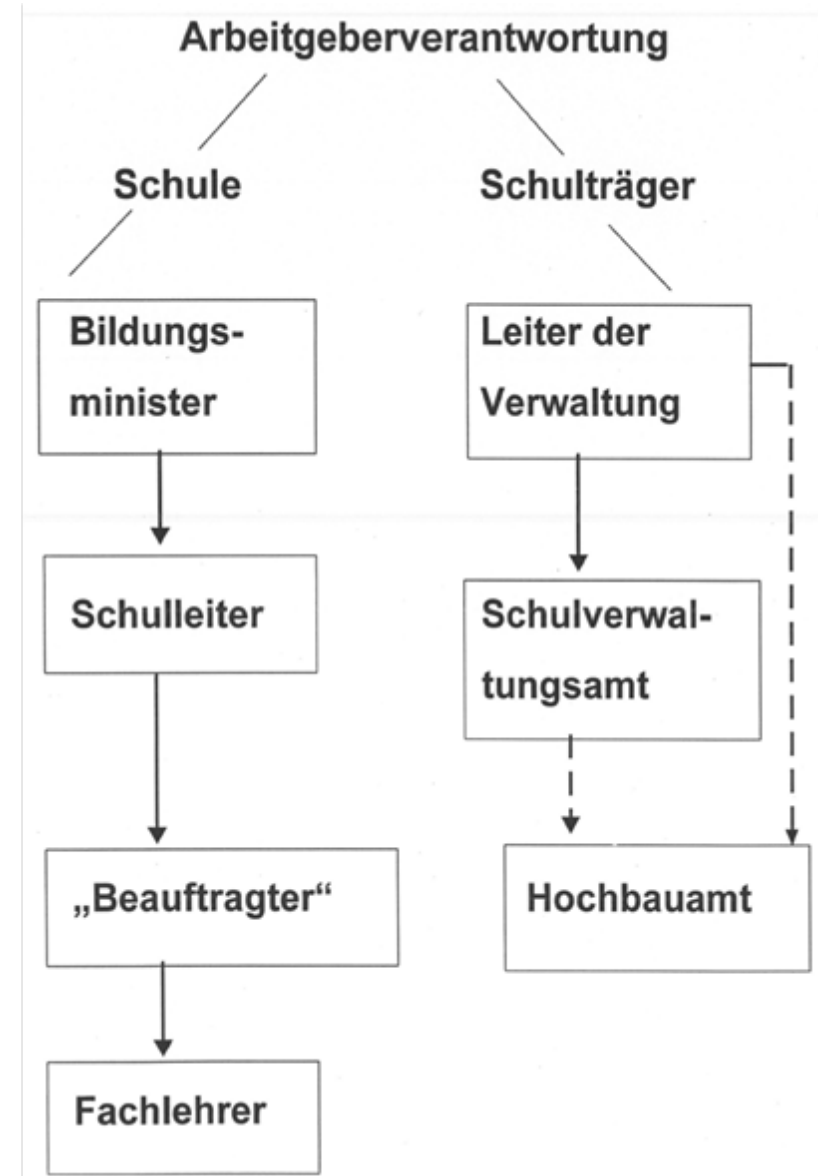 Arbeitgeberverantwortung
Schule
Schulträger
Bildungs-
minister
Leiter der
Verwaltung
Schulleiter
Schulverwal-
tungsamt
„Beauftragter“
Hochbauamt
Fachlehrer